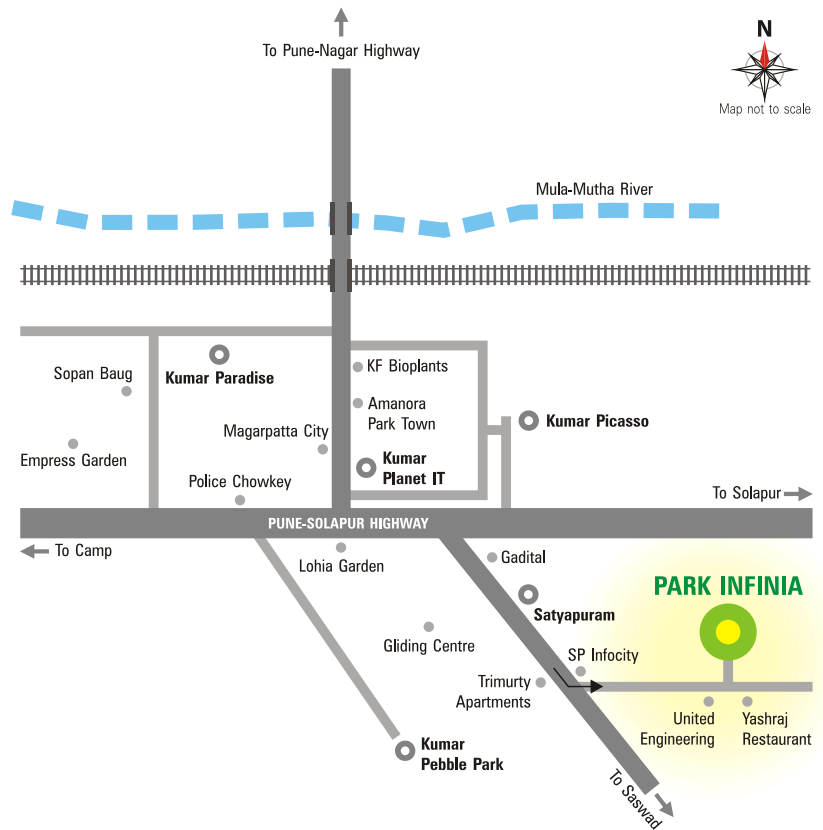 To Pune-Nagar Highway
N
Map not to scale
Mula-Mutha River
Sopan Baug
Kumar Paradise
KF Bioplants
Amanora
Park Town
Kumar Picasso
Magarpatta City
Empress Garden
Kumar
Planet IT
Police Chowkey
To Solapur
PUNE-SOLAPUR HIGHWAY
To Camp
Lohia Garden
Gadital
PARK INFINIA
Satyapuram
Gliding Centre
SP Infocity
Trimurty
Apartments
United
Engineering
Yashraj
Restaurant
Kumar
Pebble Park
To Saswad